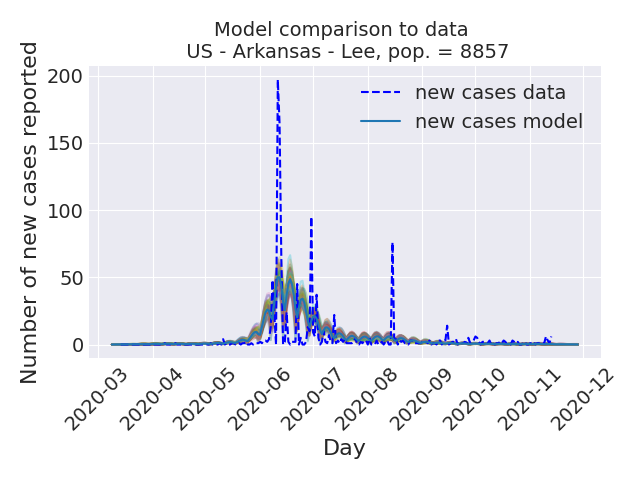 Model comparison to data
US - Arkansas - Lee, pop. = 8857
Number of new cases reported
200
150
100
50
0
new cases data
new cases model
2020-03
2020-04
2020-05
2020-06
2020-07
2020-08
2020-09
2020-10
2020-11
2020-12
Day